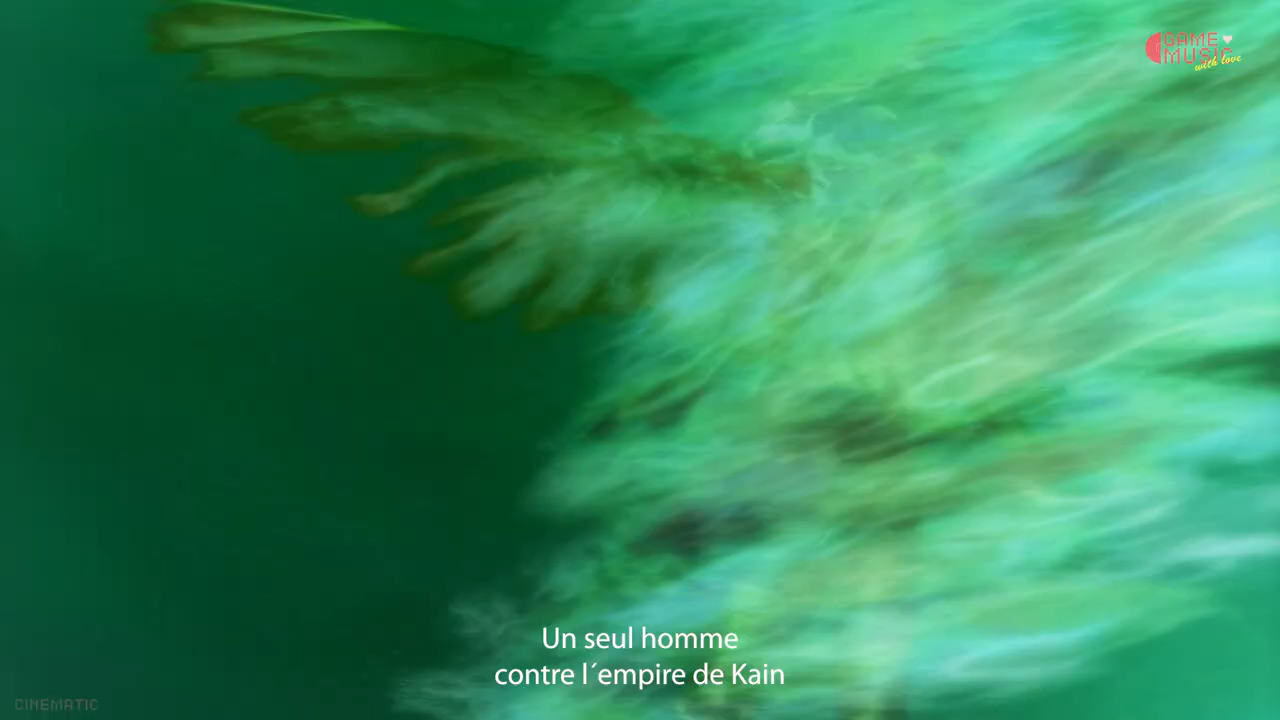 GAME
MUSIC
with love
Un seul homme
contre l´empire de Kain
CINEMATIC